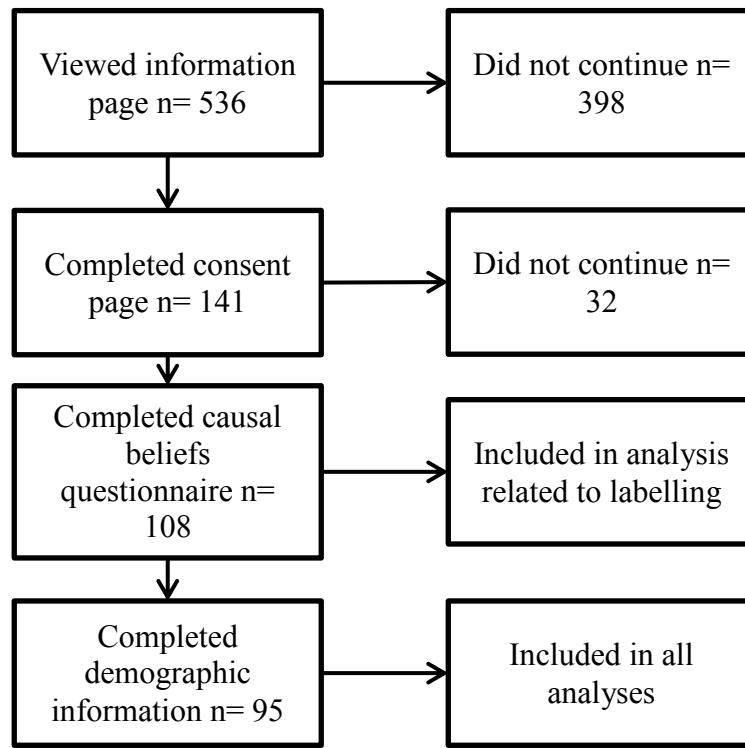 Viewed information
page n= 536
Did not continue n=
398
Completed consent
page n= 141
Did not continue n=
32
Completed causal
beliefs
questionnaire n=
108
Included in analysis
related to labelling
Completed
demographic
information n= 95
Included in all
analyses